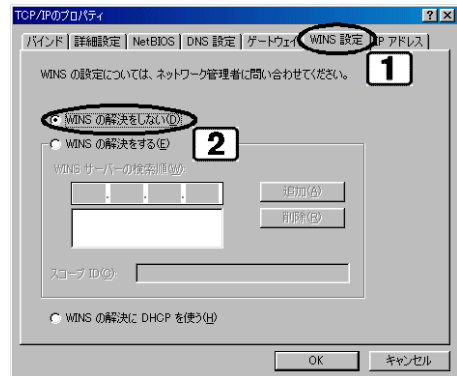 TCP/IPのプロパティ
バインド 詳細設定 NetBIOS DNS 設定 ゲートウェイ WINS 設定 IP アドレス
WINS の設定については、ネットワーク管理者に問い合わせてください。
1
WINS の解決をしない(D)
WINS の解決をする(E)
2
WINS サーバーの検索順(W):
追加(A)
削除(R)
スコープ ID(C):
WINS の解決に DHCP を使う(H)
OK キャンセル